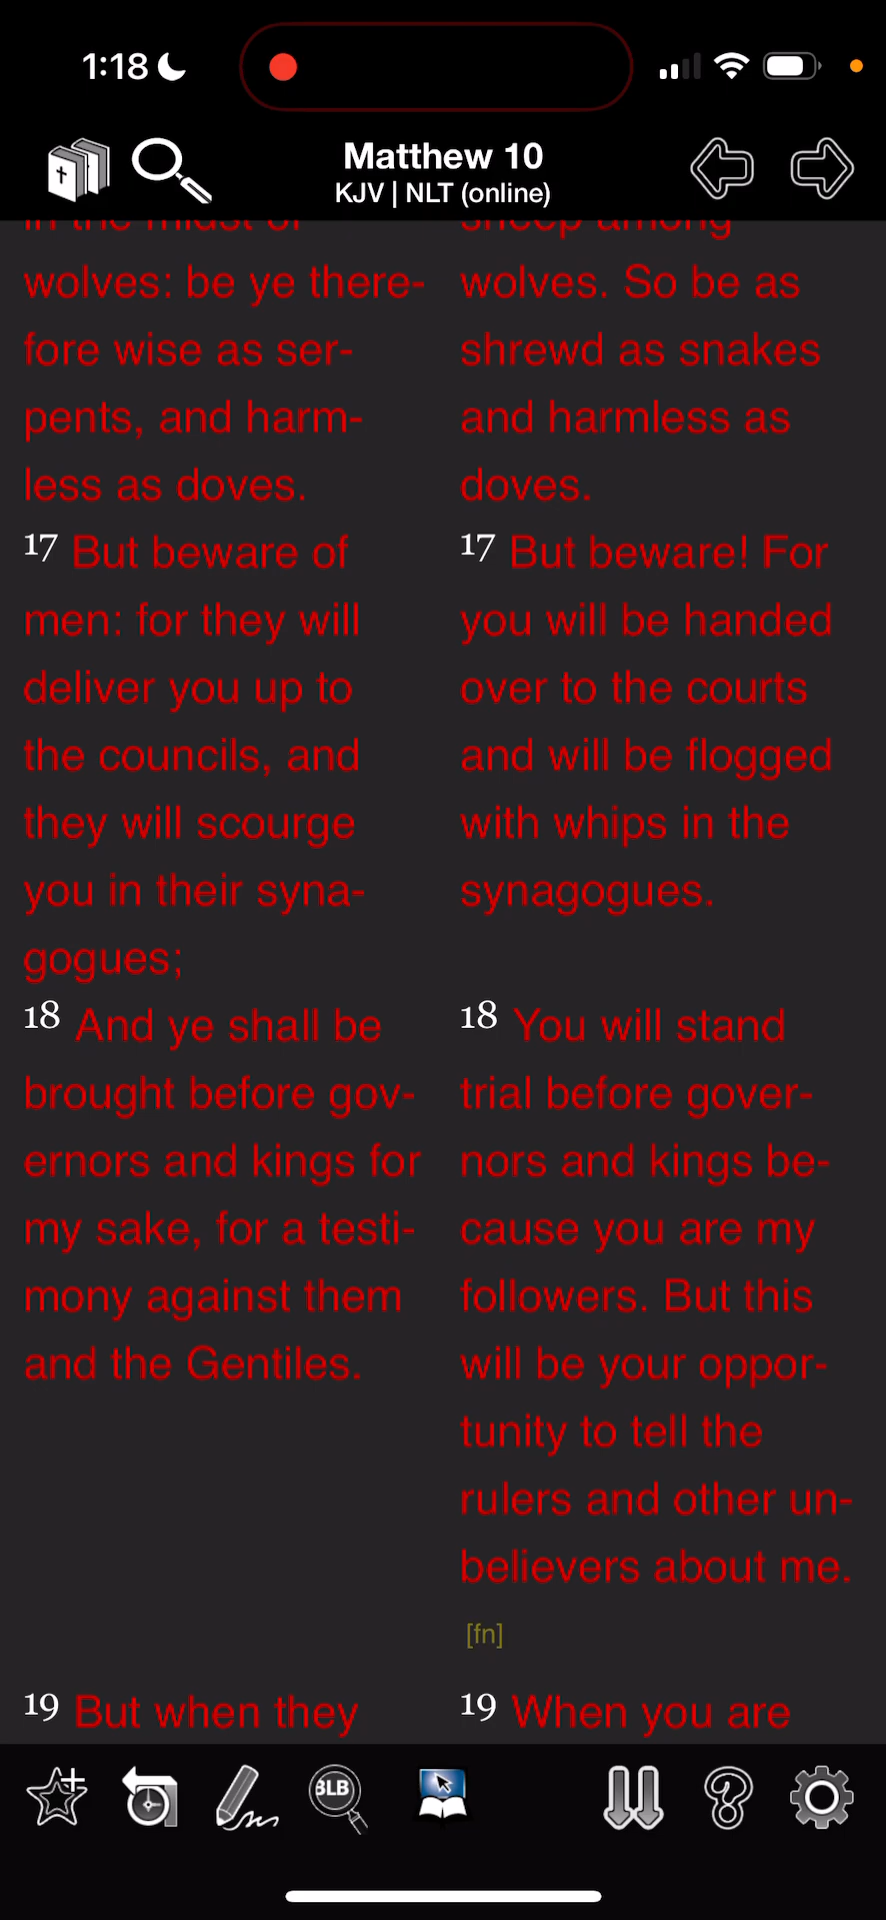 1:18
Matthew 10
KJV | NLT (online)
in the midst of
wolves: be ye there-
fore wise as ser-
pents, and harm-
less as doves.
17 But beware of
men: for they will
deliver you up to
the councils, and
they will scourge
you in their syna-
gogues;
18 And ye shall be
brought before gov-
ernors and kings for
my sake, for a testi-
mony against them
and the Gentiles.
19 But when they
sheep among
wolves. So be as
shrewd as snakes
and harmless as
doves.
17 But beware! For
you will be handed
over to the courts
and will be flogged
with whips in the
synagogues.
18 You will stand
trial before gover-
nors and kings be-
cause you are my
followers. But this
will be your oppor-
tunity to tell the
rulers and other un-
believers about me.
[fn]
19 When you are
BLB